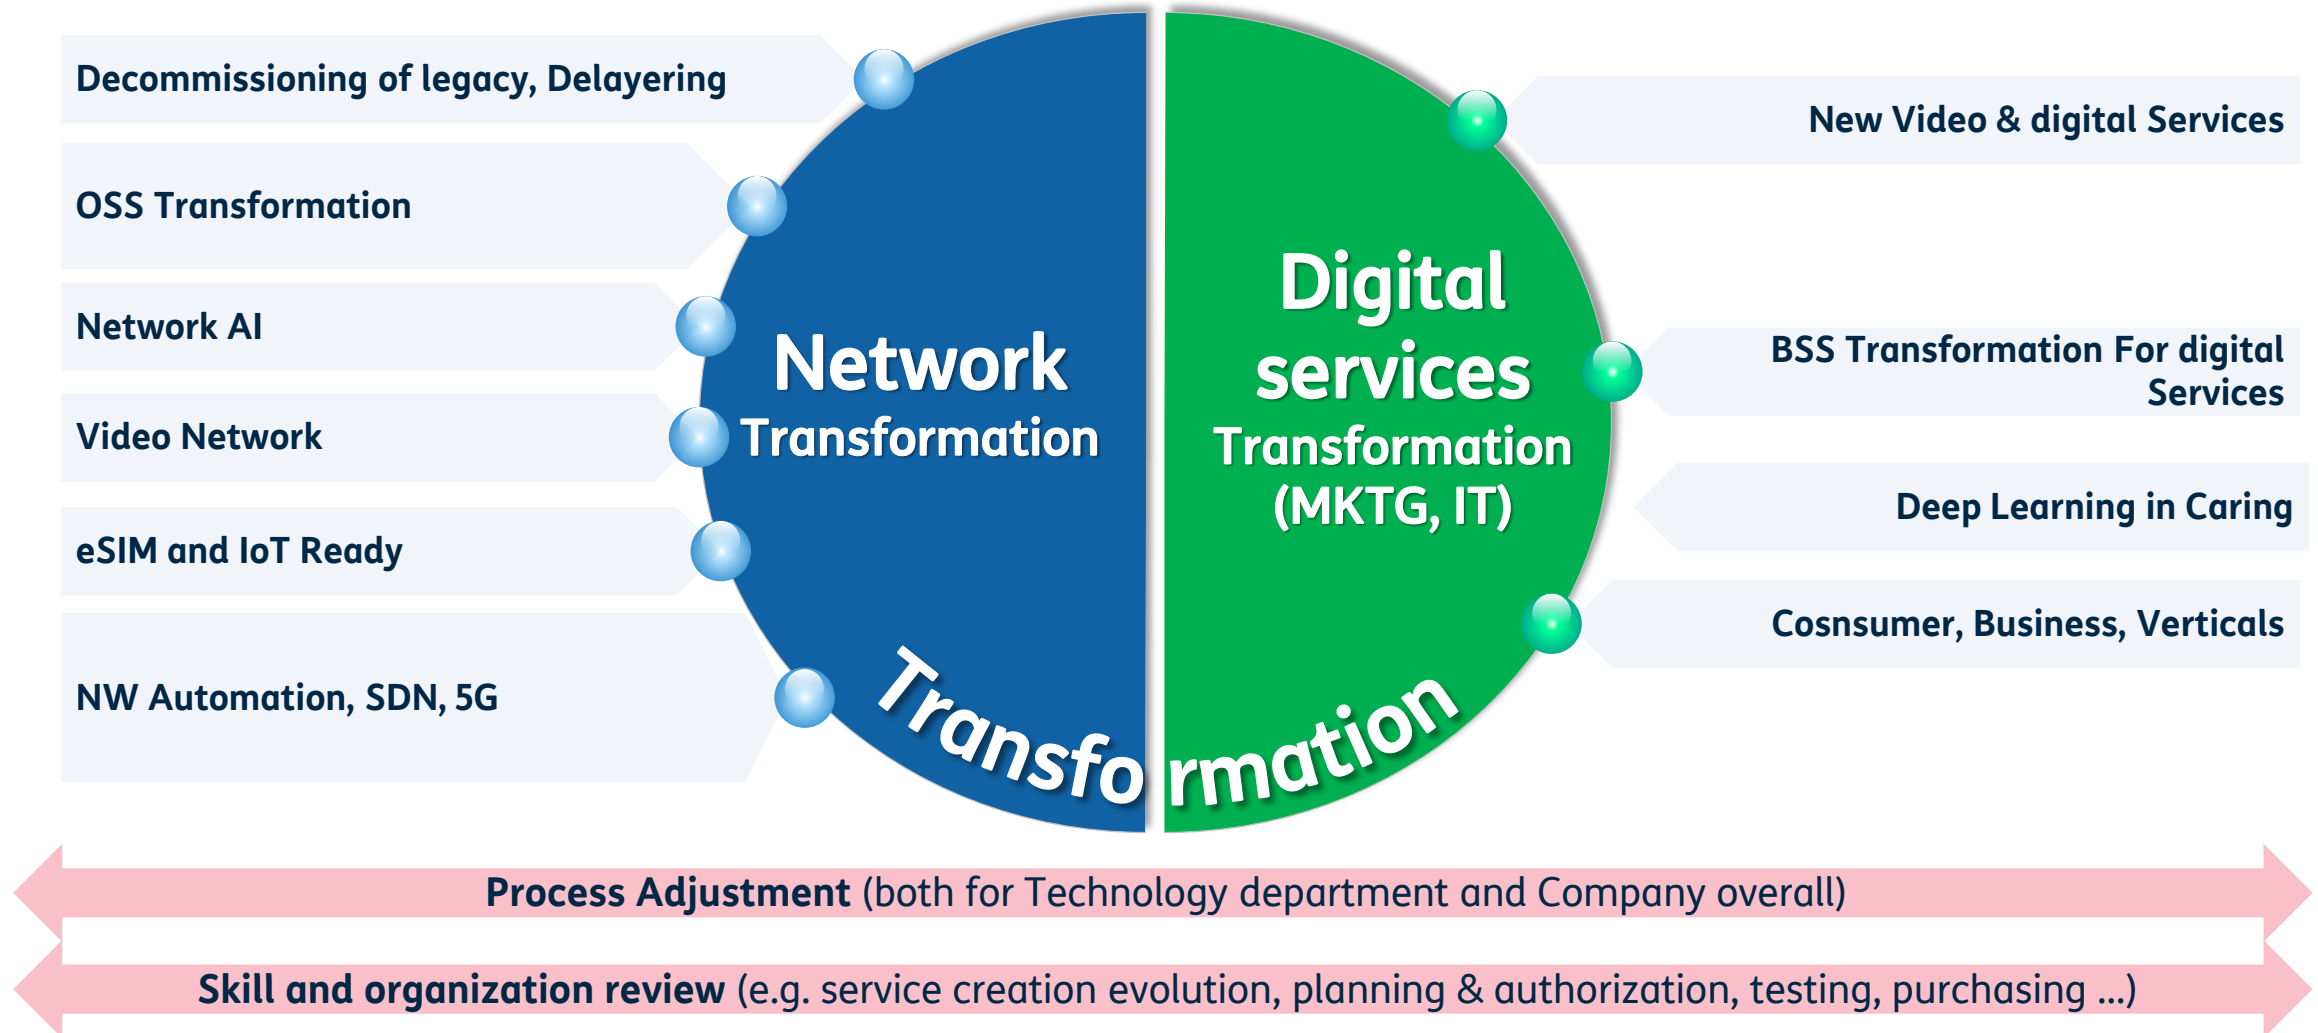 Decommissioning of legacy, Delayering
OSS Transformation
Network AI
Video Network
eSIM and IoT Ready
NW Automation, SDN, 5G
Network
Transformation
Digital
services
Transformation
(MKTG, IT)
Transformation
New Video & digital Services
BSS Transformation For digital
Services
Deep Learning in Caring
Cosnsumer, Business, Verticals
Process Adjustment (both for Technology department and Company overall)
Skill and organization review (e.g. service creation evolution, planning & authorization, testing, purchasing ...)